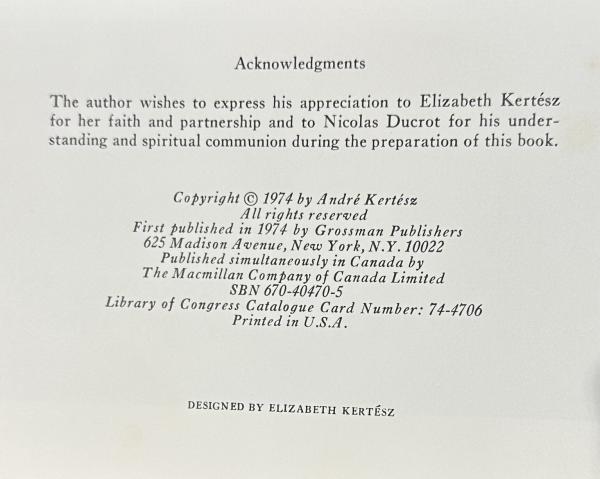 Acknowledgments
The author wishes to express his appreciation to Elizabeth Kertész
for her faith and partnership and to Nicolas Ducrot for his under-
standing and spiritual communion during the preparation of this book.
Copyright © 1974 by André Kertész
All rights reserved
First published in 1974 by Grossman Publishers
625 Madison Avenue, New York, N.Y. 10022
Published simultaneously in Canada by
The Macmillan Company of Canada Limited
SBN 670-40470-5
Library of Congress Catalogue Card Number: 74-4706
Printed in U.S.A.
DESIGNED BY ELIZABETH KERTÉSZ